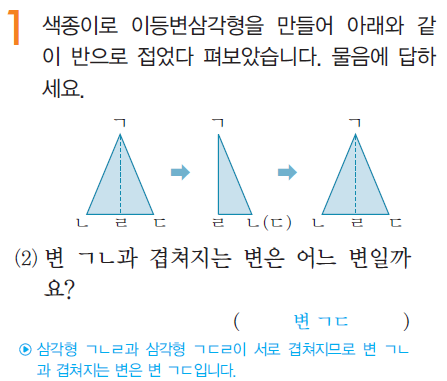 1 색종이로 이등변삼각형을 만들어 아래와 같
이 반으로 접었다 펴보았습니다. 물음에 답하
세요.
ㄱ ㄱ ㄱ
ㄴ ㄹ ㄷ ㄹ ㄴ(ㄷ) ㄴ ㄹ ㄷ
(2) 변 ㄱㄴ과 겹쳐지는 변은 어느 변일까
요?
( 변 ㄱㄷ )
삼각형 ㄱㄴㄹ과 삼각형 ㄱㄷㄹ이 서로 겹쳐지므로 변 ㄱㄴ
과 겹쳐지는 변은 변 ㄱㄷ입니다.